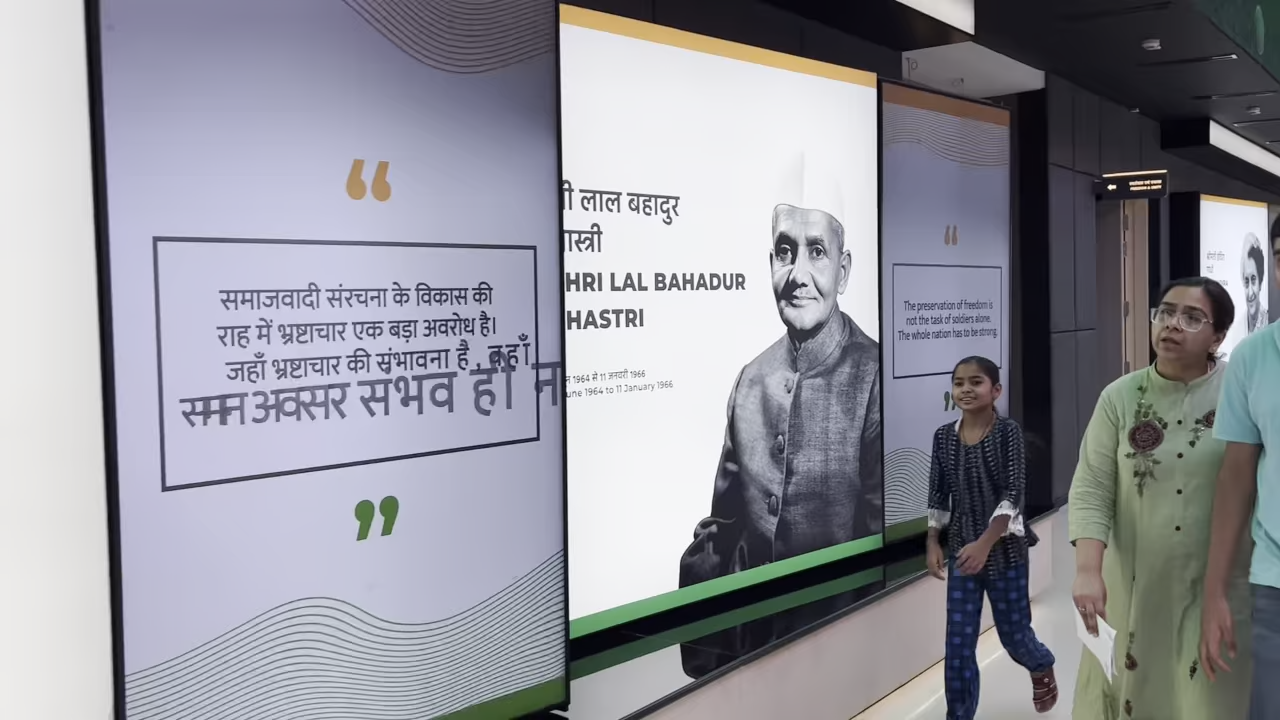 समाजवादी संरचना के विकास की
राह में भ्रष्टाचार एक बड़ा अवरोध है।
जहाँ भ्रष्टाचार की संभावना है, वहाँ
अवसर संभव ही न
ी लाल बहादुर
ास्त्री
HRI LAL BAHADUR
HASTRI
न 1964 से 11 जनवरी 1966
une 1964 to 11 January 1966
The preservation of freedom is
not the task of soldiers alone.
The whole nation has to be strong.